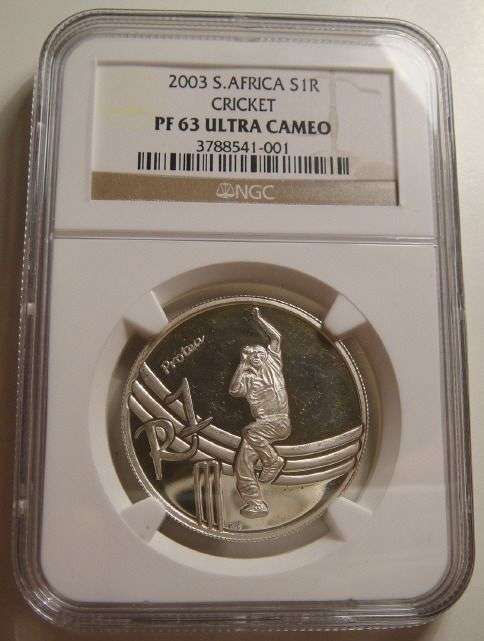 2003 S.AFRICA S1R
CRICKET
PF 63 ULTRA CAMEO
3788541-001
NGC
Protea
R1